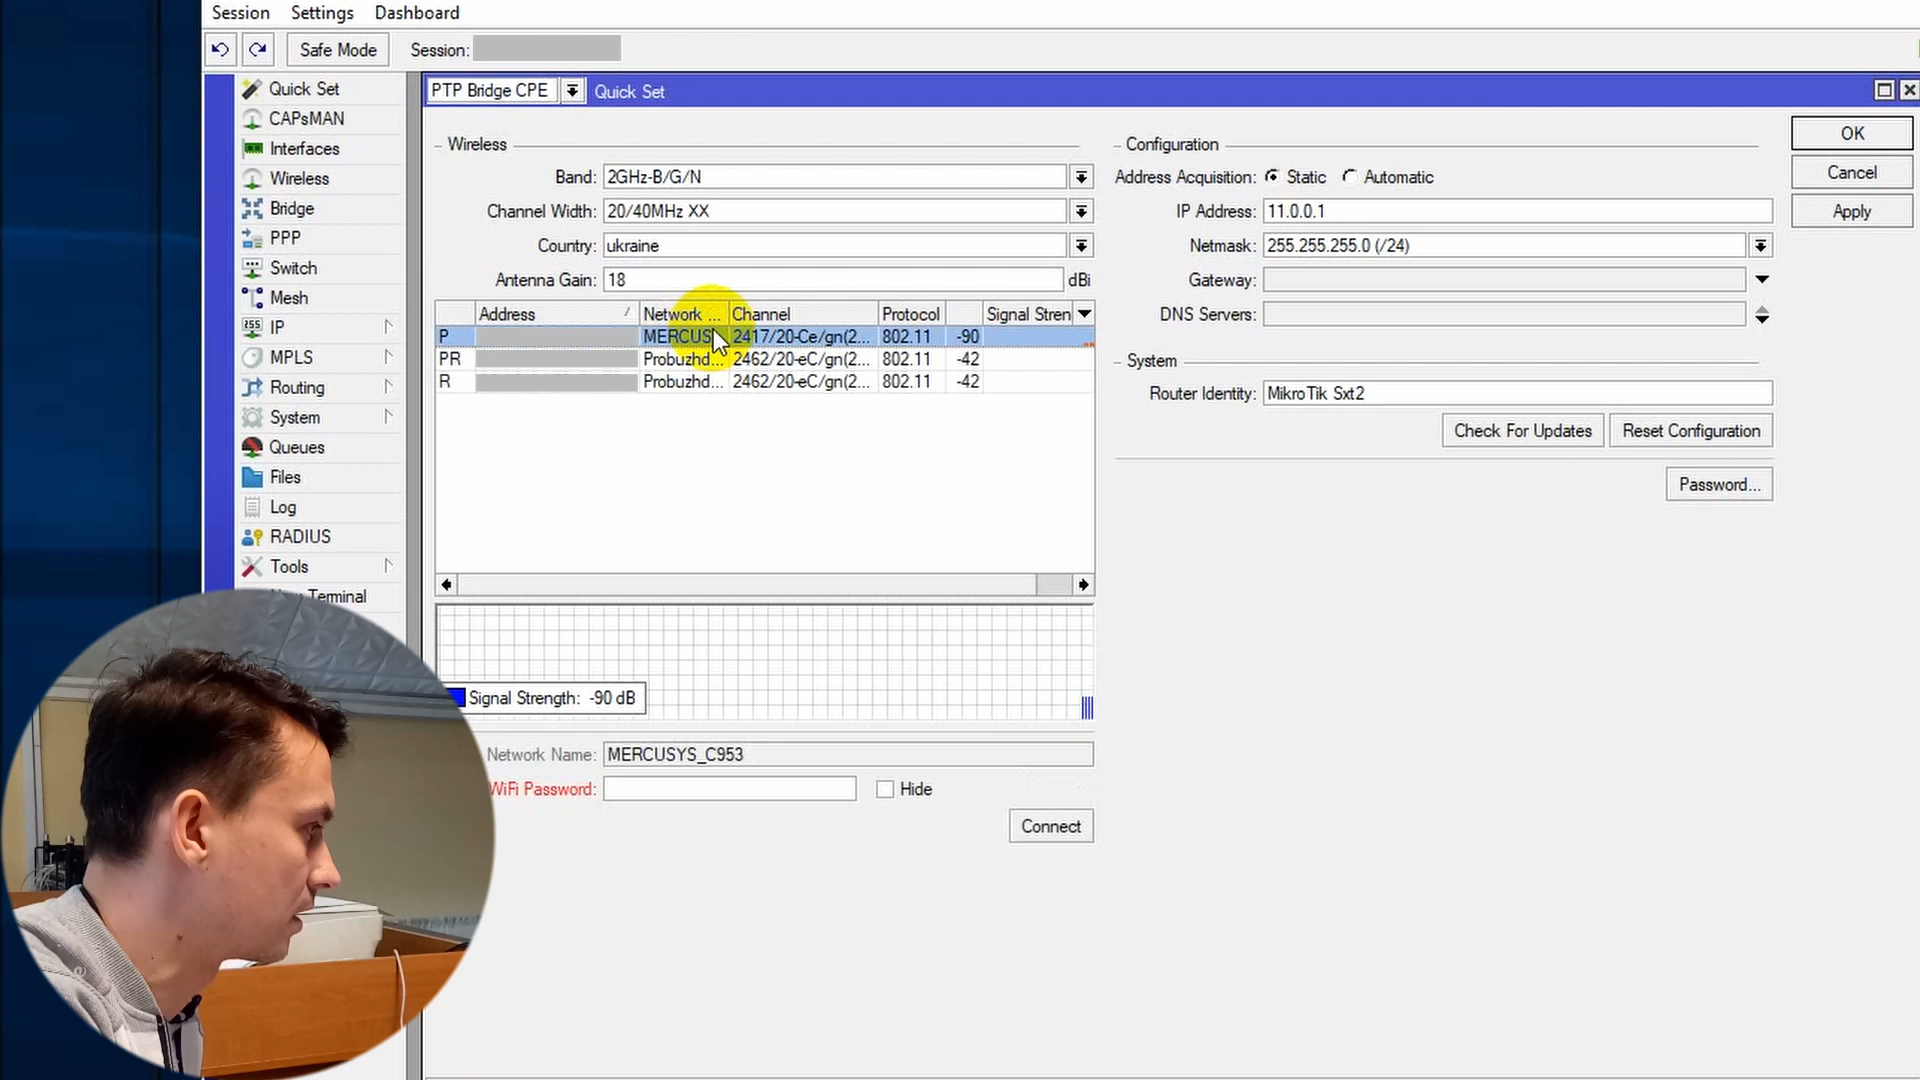 Session Settings Dashboard
Safe Mode Session:
PTP Bridge CPE Quick Set
Quick Set
CAPsMAN
Interfaces
Wireless
Bridge
PPP
Switch
Mesh
IP
MPLS
Routing
System
Queues
Files
Log
RADIUS
Tools
Terminal
Wireless
Band: 2GHz-B/G/N
Channel Width: 20/40MHz XX
Country: ukraine
Antenna Gain: 18 dBi
Address Network ... Channel Protocol Signal Stren
P MERCUS 2417/20-Ce/gn(2... 802.11 -90
PR Probuzhd... 2462/20-eC/gn(2... 802.11 -42
R Probuzhd... 2462/20-eC/gn(2... 802.11 -42
Signal Strength: -90 dB
Network Name: MERCUSYS_C953
WiFi Password: Hide
Connect
Configuration
Address Acquisition: Static Automatic
IP Address: 11.0.0.1
Netmask: 255.255.255.0 (/24)
Gateway:
DNS Servers:
System
Router Identity: MikroTik Sxt2
Check For Updates Reset Configuration
Password...
OK
Cancel
Apply